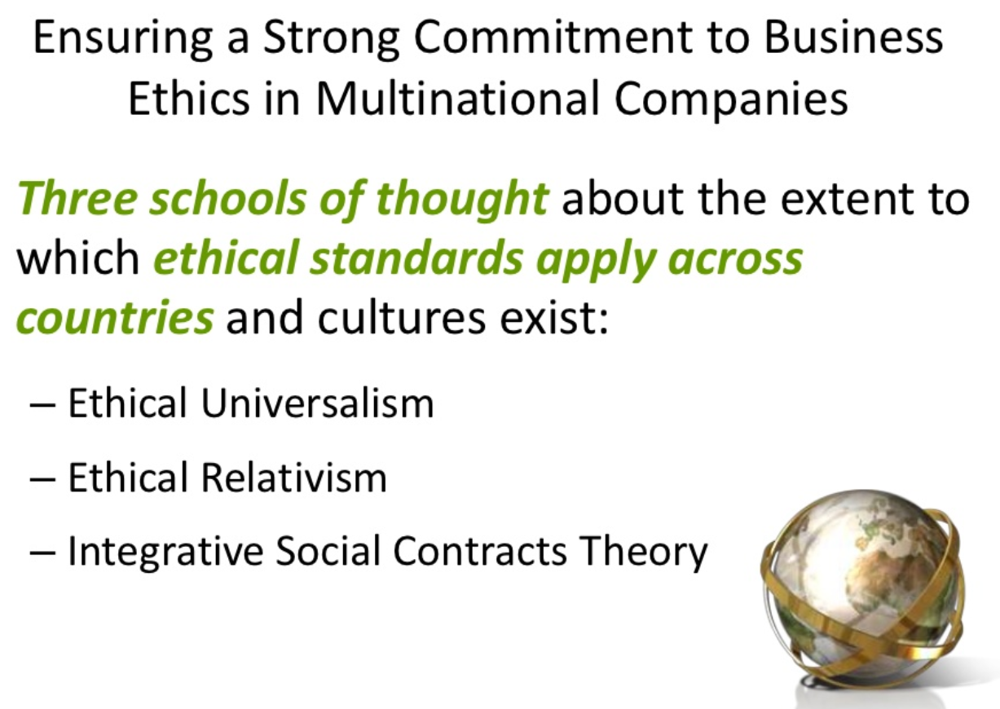 Ensuring a Strong Commitment to Business
Ethics in Multinational Companies
Three schools of thought about the extent to
which ethical standards apply across
countries and cultures exist:
– Ethical Universalism
– Ethical Relativism
– Integrative Social Contracts Theory